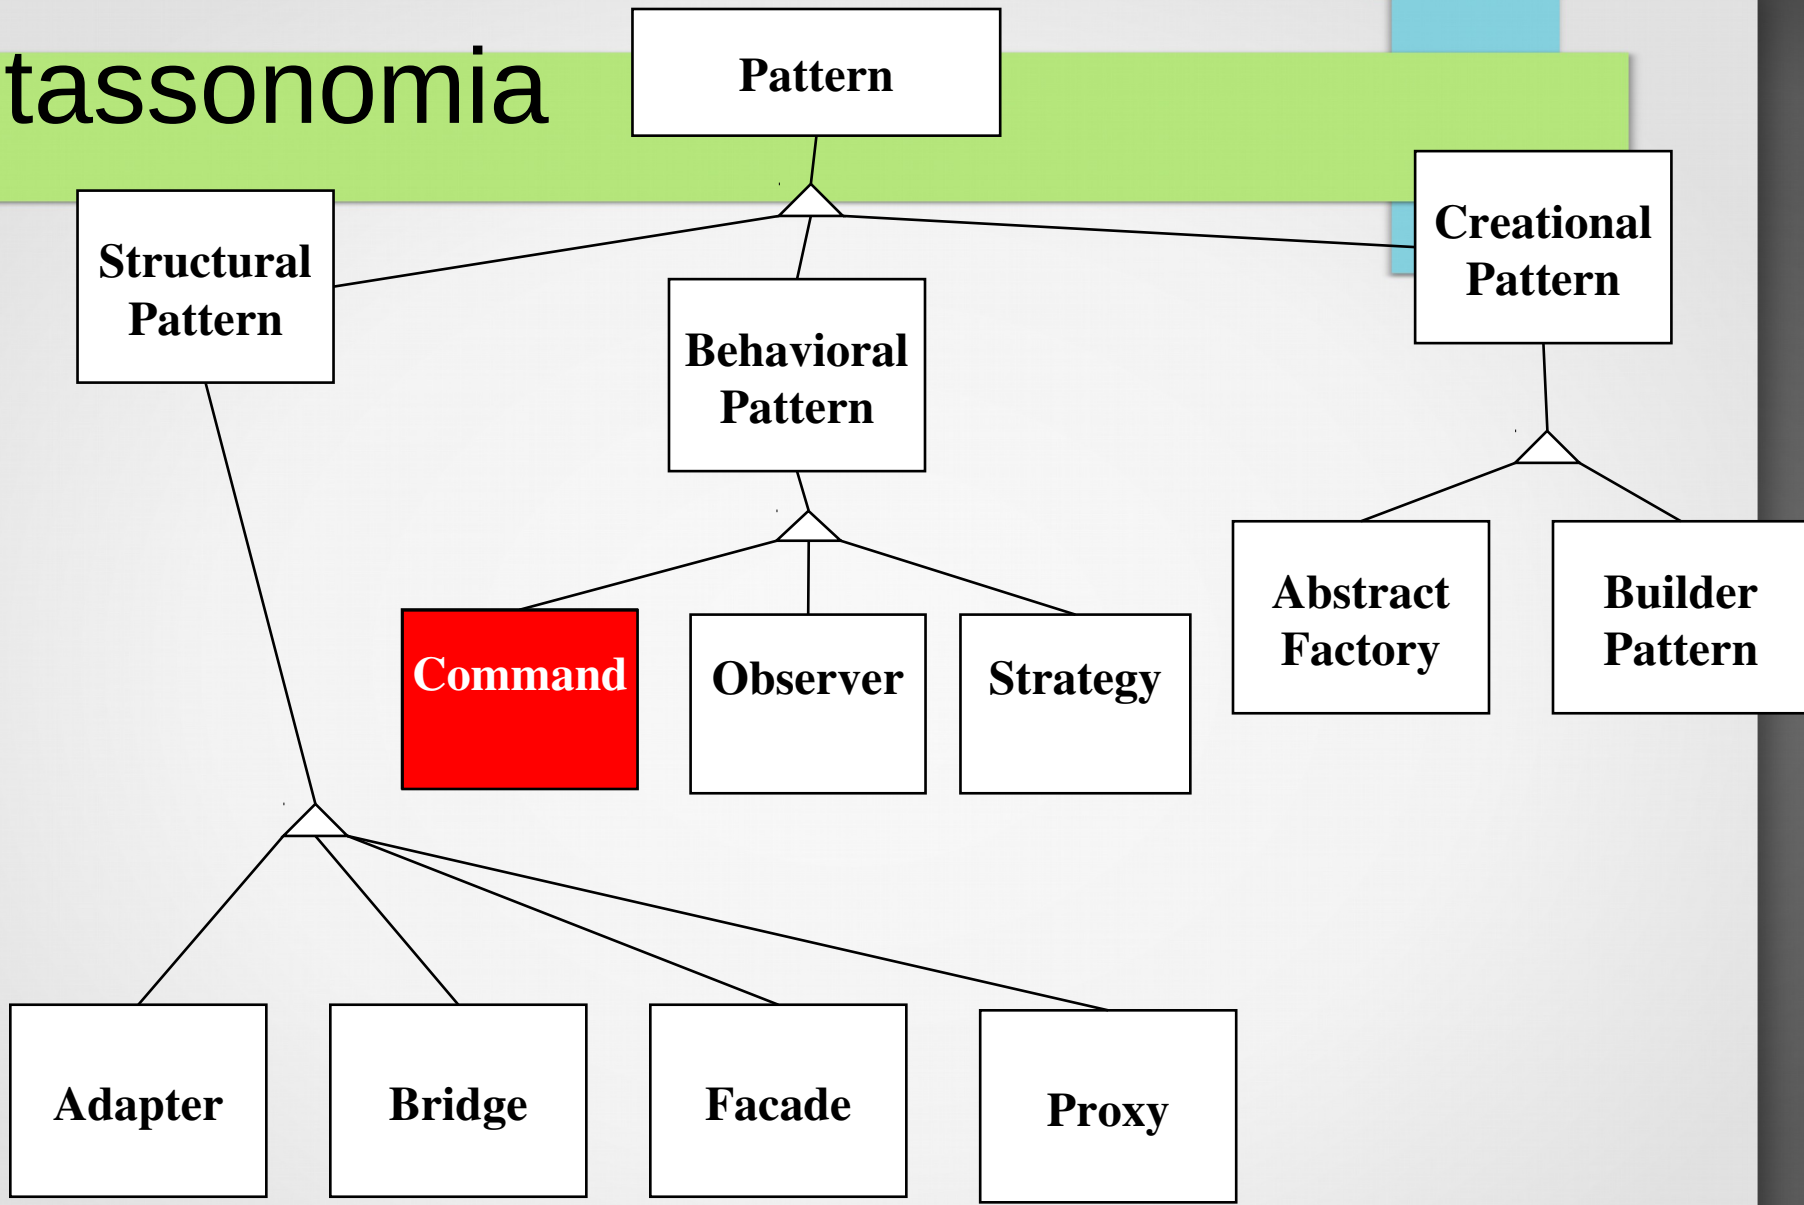 tassonomia
Pattern
Structural
Pattern
Behavioral
Pattern
Creational
Pattern
Command
Observer
Strategy
Abstract
Factory
Builder
Pattern
Adapter
Bridge
Facade
Proxy